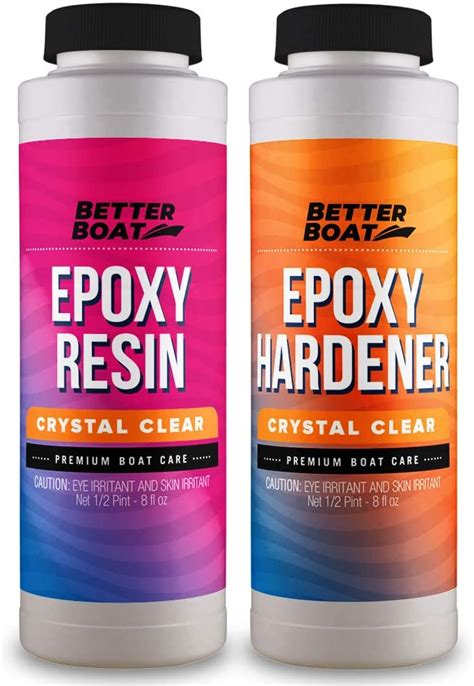 BETTER
BOAT
EPOXY
RESIN
CRYSTAL CLEAR
PREMIUM BOAT CARE
CAUTION: EYE IRRITANT AND SKIN IRRITANT
Net 1/2 Pint - 8 fl oz
BETTER
BOAT
EPOXY
HARDENER
CRYSTAL CLEAR
PREMIUM BOAT CARE
CAUTION: EYE IRRITANT AND SKIN IRRITANT
Net 1/2 Pint - 8 fl oz